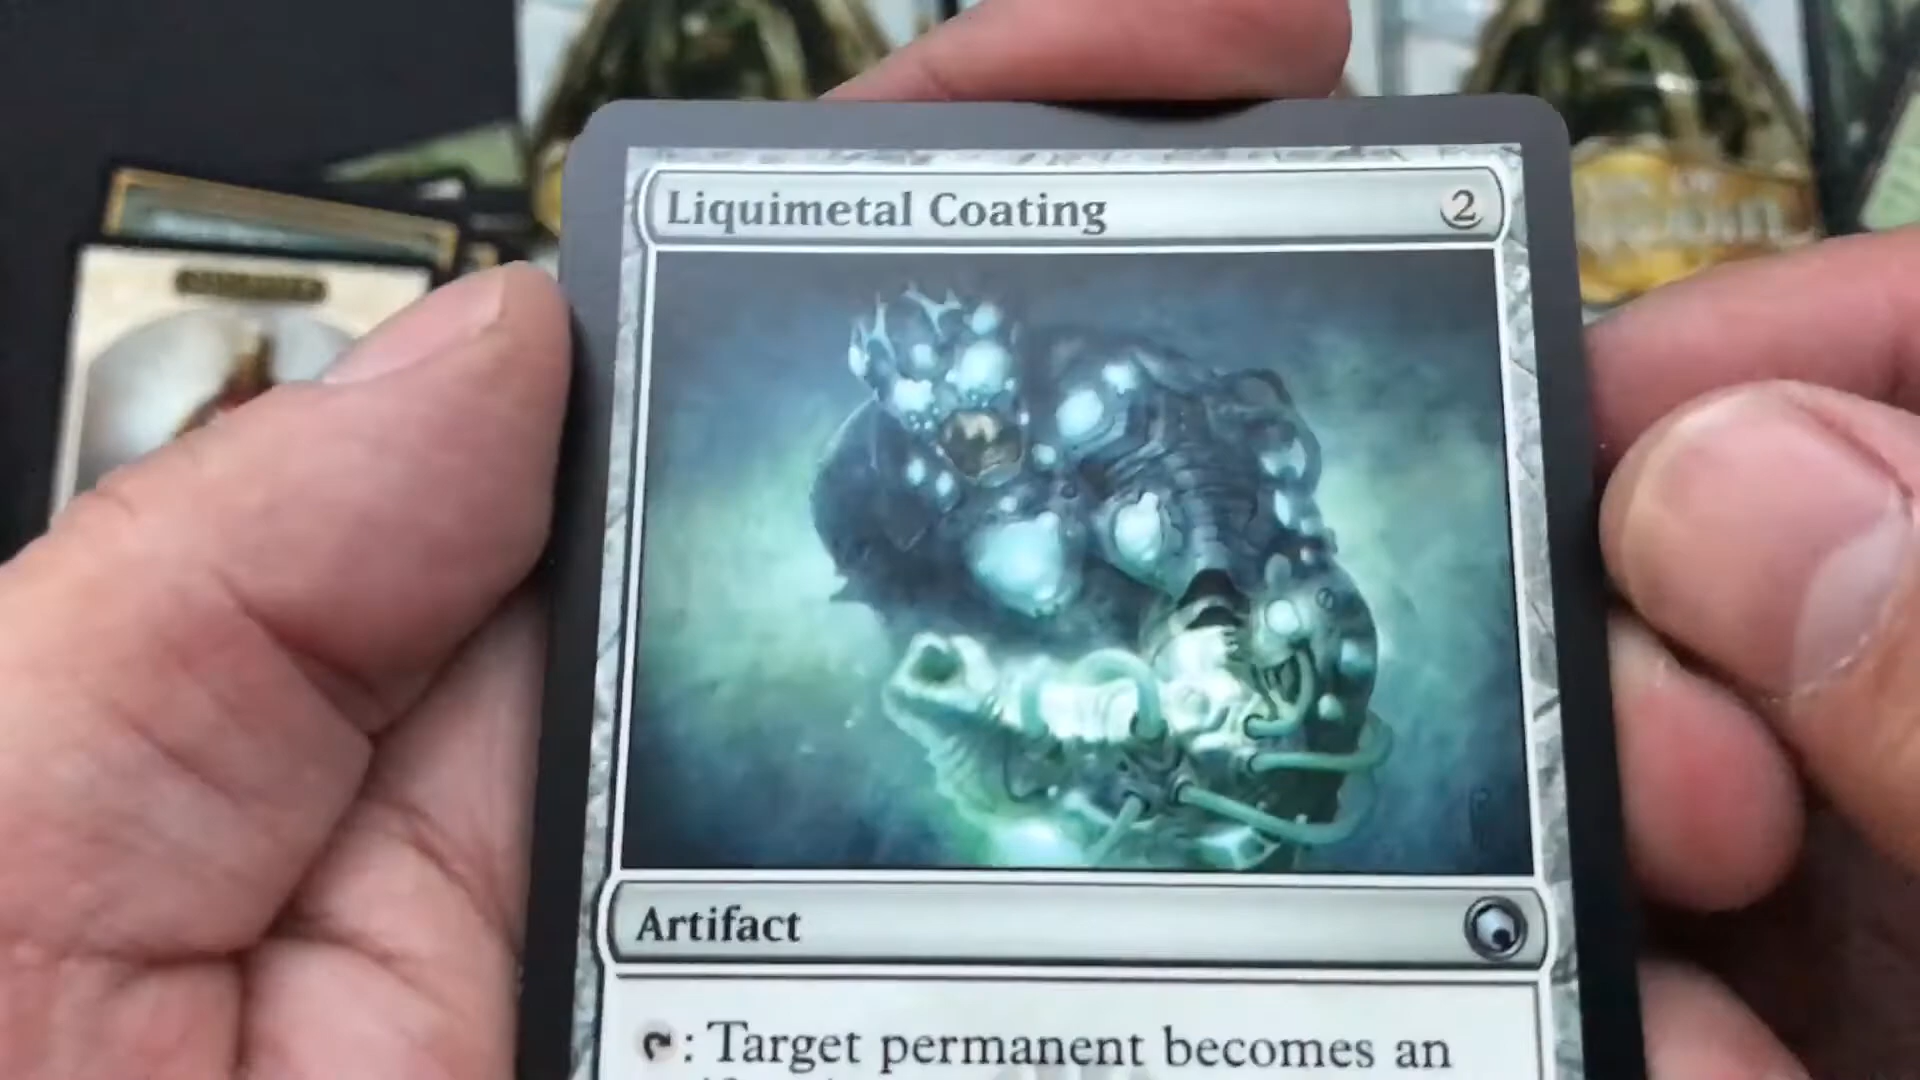 Liquimetal Coating 2
Artifact
: Target permanent becomes an